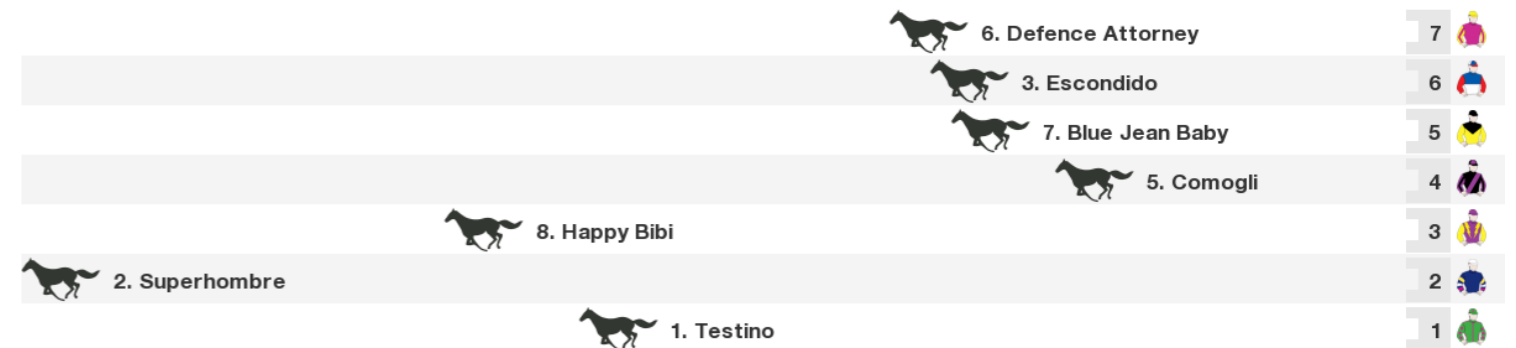 6. Defence Attorney 7
3. Escondido 6
7. Blue Jean Baby 5
5. Comogli 4
8. Happy Bibi 3
2. Superhombre 2
1. Testino 1